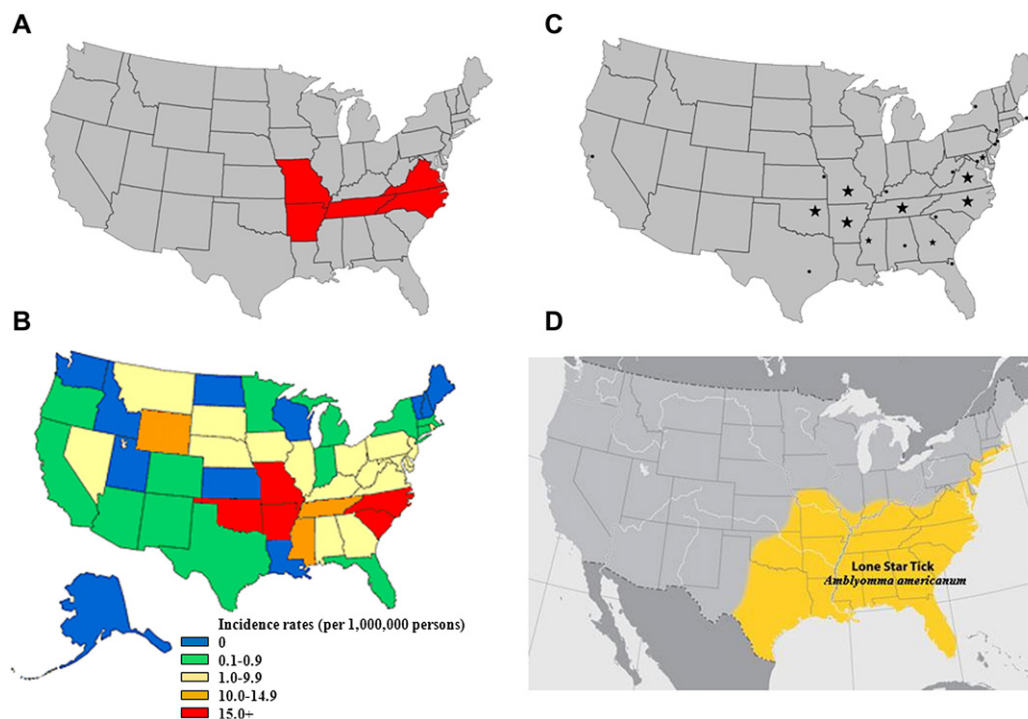 A
C
B
D
Lone Star Tick
Amblyomma americanum
Incidence rates (per 1,000,000 persons)
0
0.1-0.9
1.0-9.9
10.0-14.9
15.0+